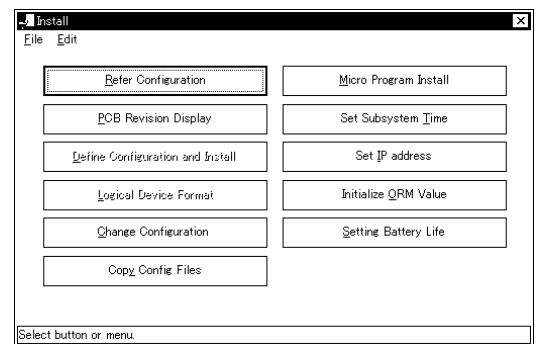 Install
File Edit
Refer Configuration
PCB Revision Display
Define Configuration and Install
Logical Device Format
Change Configuration
Copy Config Files
Micro Program Install
Set Subsystem Time
Set IP address
Initialize ORM Value
Setting Battery Life
Select button or menu.